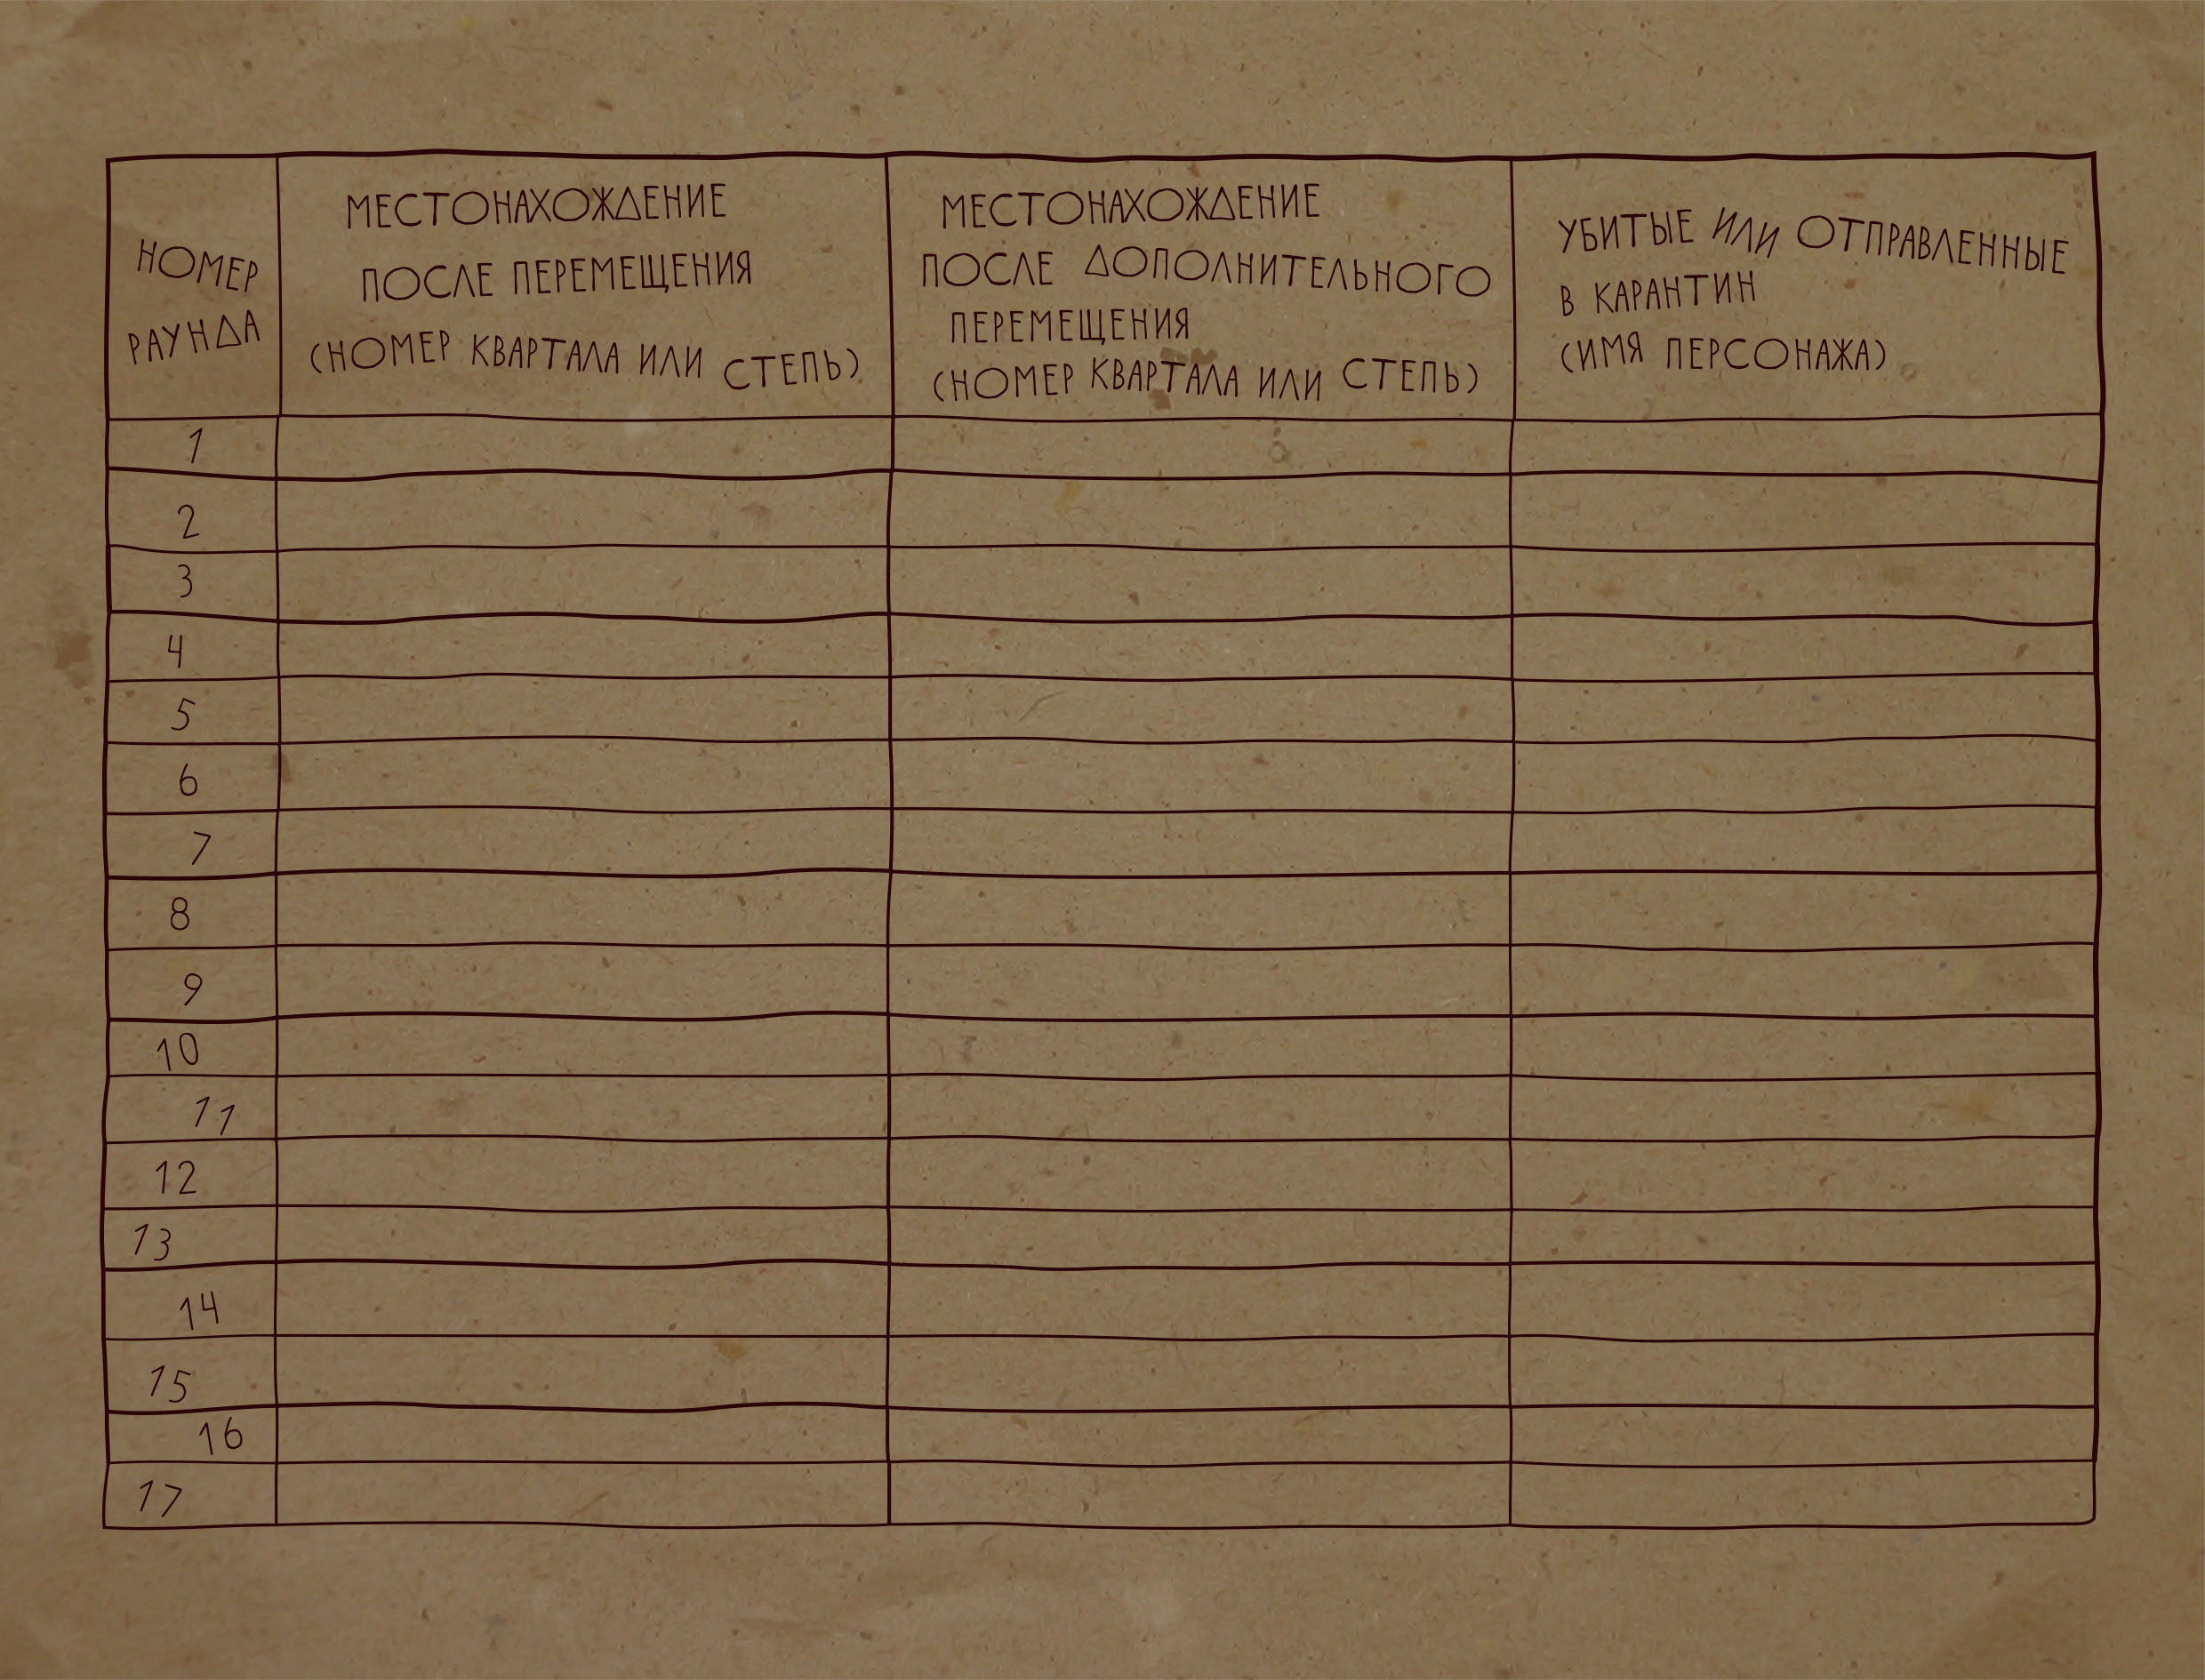 НОМЕР
РАУНДА
МЕСТОНАХОЖДЕНИЕ
ПОСЛЕ ПЕРЕМЕЩЕНИЯ
(НОМЕР КВАРТАЛА ИЛИ СТЕПЬ)
МЕСТОНАХОЖДЕНИЕ
ПОСЛЕ ДОПОЛНИТЕЛЬНОГО
ПЕРЕМЕЩЕНИЯ
(НОМЕР КВАРТАЛА ИЛИ СТЕПЬ)
УБИТЫЕ ИЛИ ОТПРАВЛЕННЫЕ
В КАРАНТИН
(ИМЯ ПЕРСОНАЖА)
1
2
3
4
5
6
7
8
9
10
11
12
13
14
15
16
17